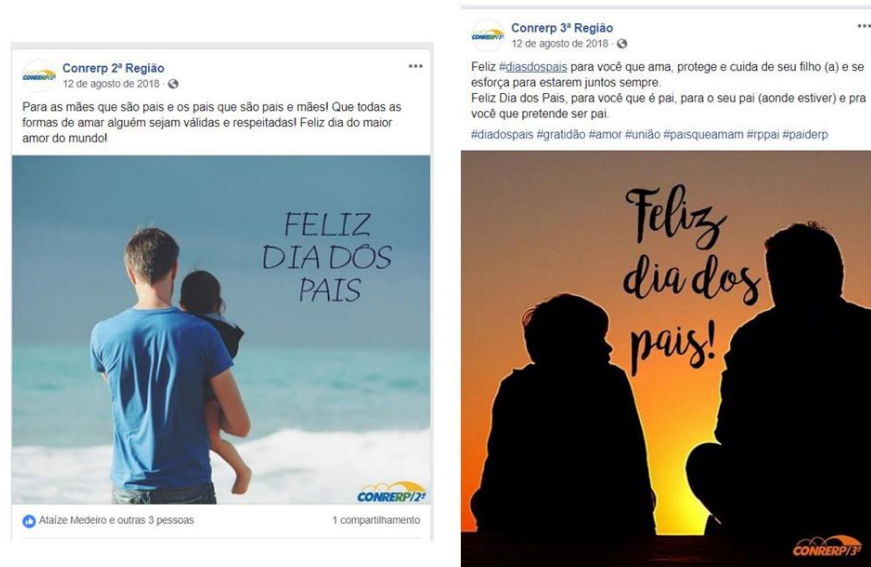 Conrerp 2ª Região
12 de agosto de 2018
Para as mães que são pais e os pais que são pais e mães! Que todas as
formas de amar alguém sejam válidas e respeitadas! Feliz dia do maior
amor do mundo!
FELIZ
DIA DOS
PAIS
CONRERP/2ª
Ataíze Medeiro e outras 3 pessoas
1 compartilhamento
Conrerp 3ª Região
12 de agosto de 2018
Feliz #diasdospais para você que ama, protege e cuida de seu filho (a) e se
esforça para estarem juntos sempre.
Feliz Dia dos Pais, para você que é pai, para o seu pai (aonde estiver) e pra
você que pretende ser pai.
#diadospais #gratidão #amor #união #paisqueamam #rppai #paiderp
Feliz
dia dos
pais!
CONRERP/3ª